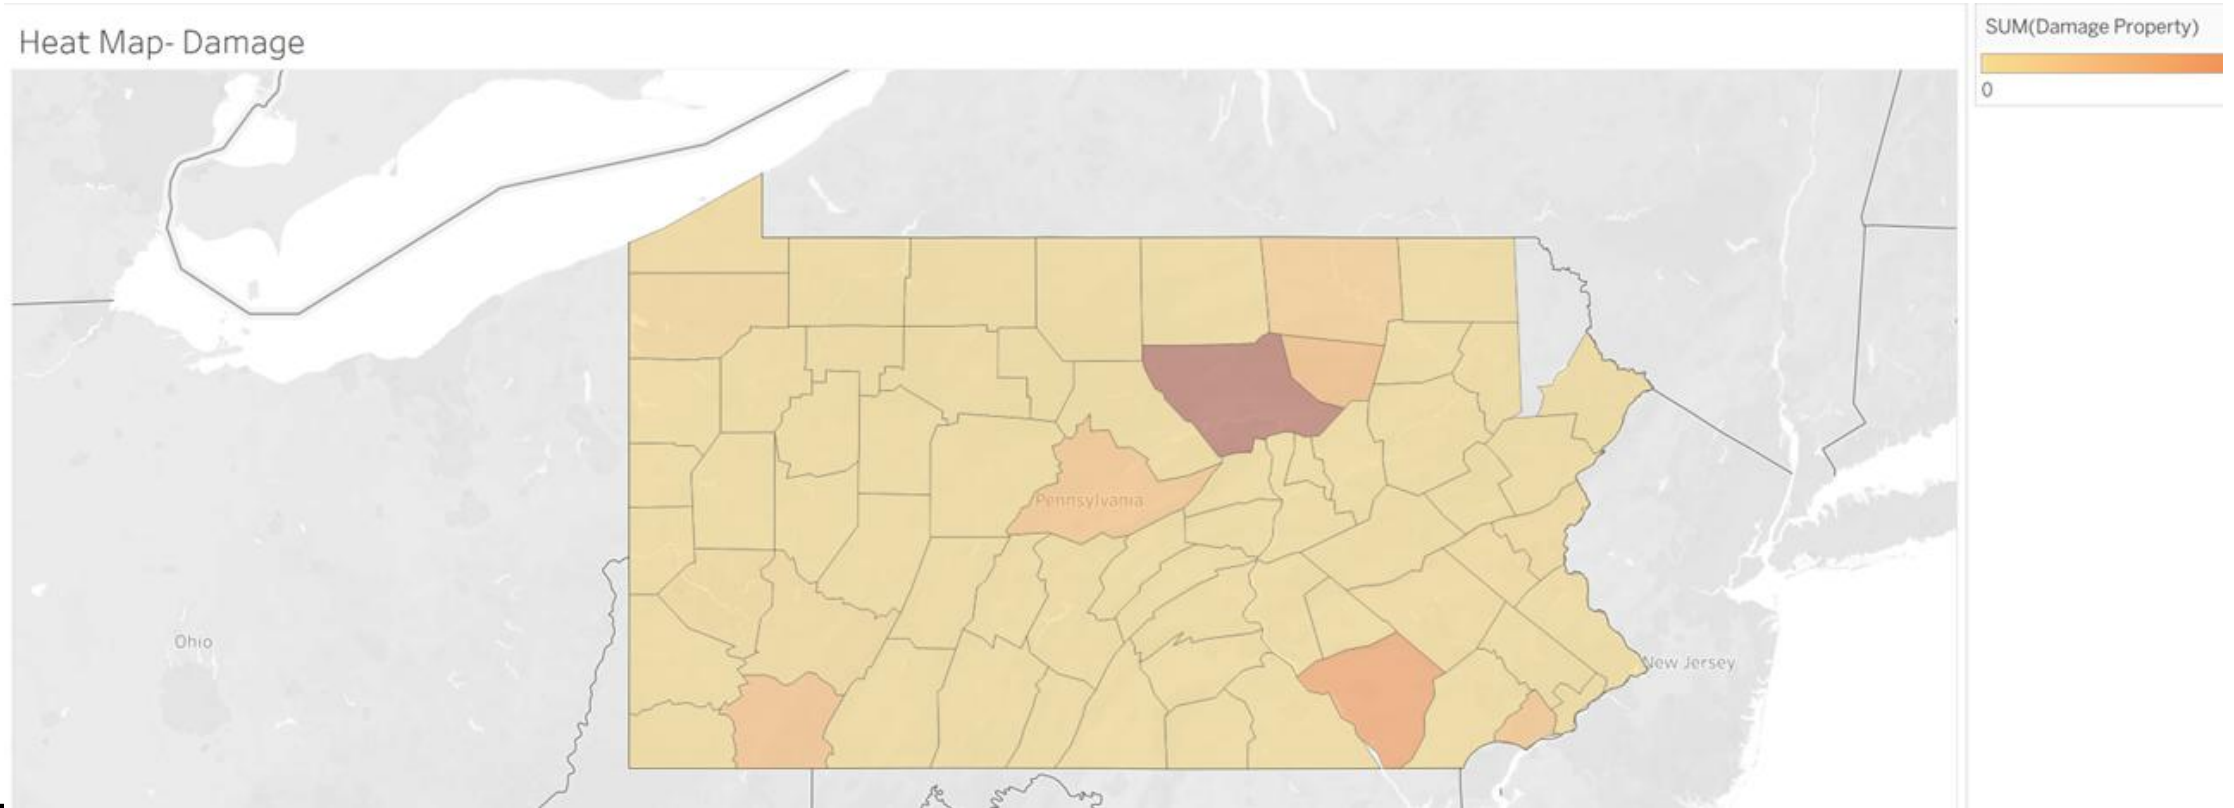 Heat Map- Damage
SUM(Damage Property)
0
Pennsylvania
Ohio
New Jersey